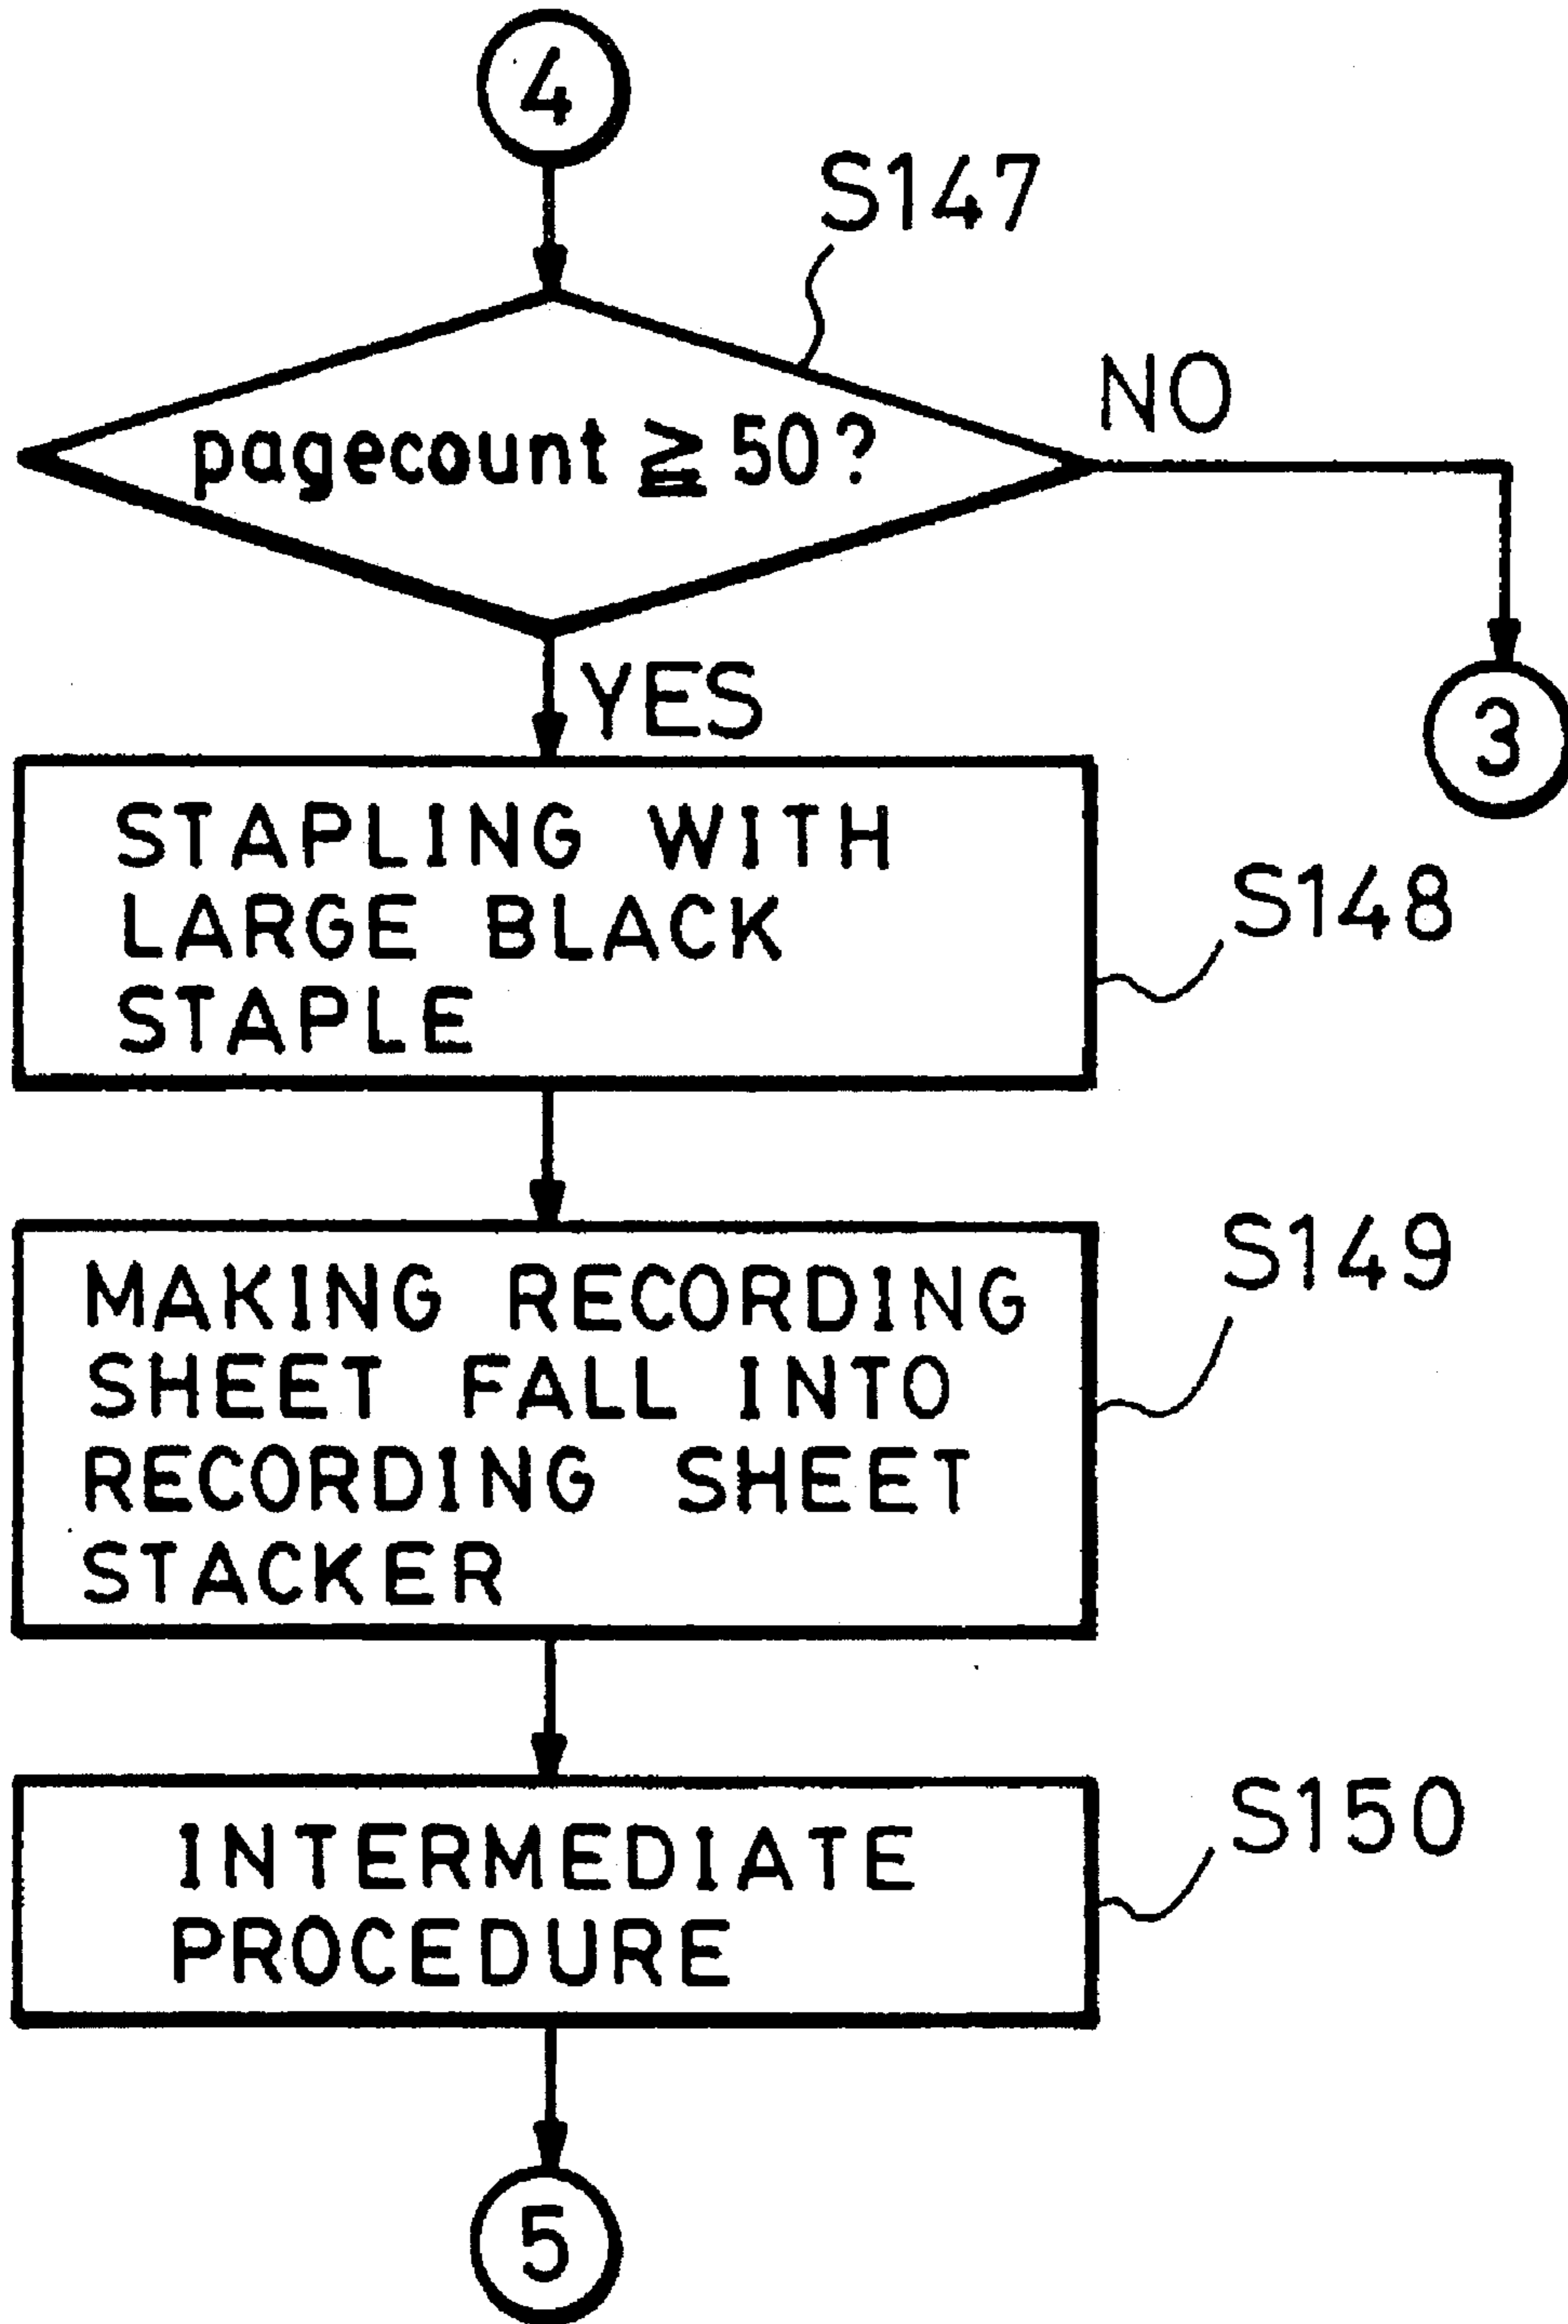 4
S147
pagecount ≧ 50?
NO
YES
3
STAPLING WITH
LARGE BLACK
STAPLE
S148
MAKING RECORDING
SHEET FALL INTO
RECORDING SHEET
STACKER
S149
INTERMEDIATE
PROCEDURE
S150
5